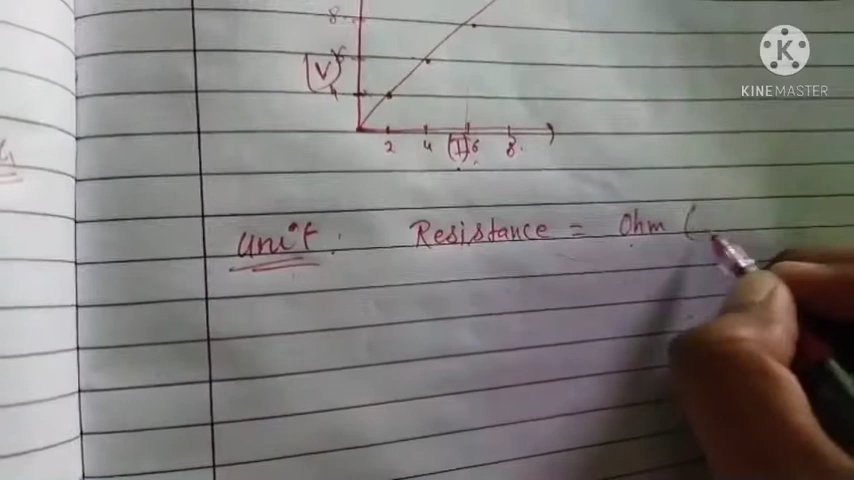 8
K
KINEMASTER
(V)
2 4 (I) 6 8
Unit Resistance = Ohm (